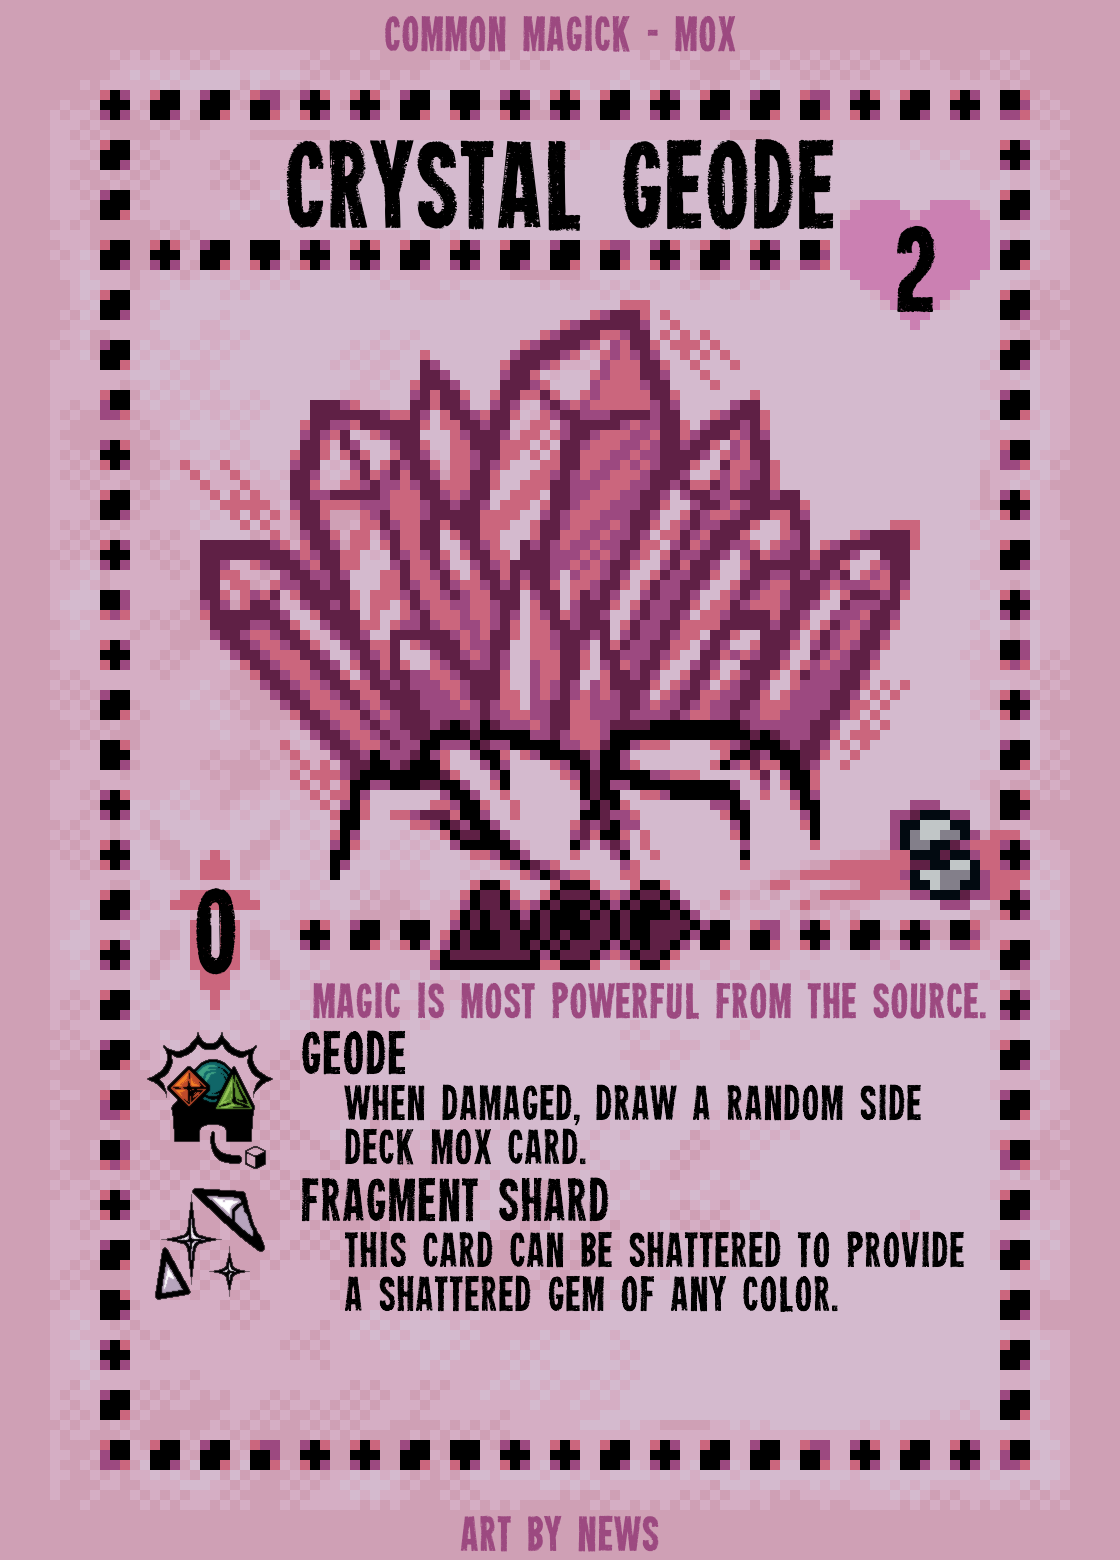 COMMON MAGICK - MOX
CRYSTAL GEODE
2
0
MAGIC IS MOST POWERFUL FROM THE SOURCE.
GEODE
WHEN DAMAGED, DRAW A RANDOM SIDE
DECK MOX CARD.
FRAGMENT SHARD
THIS CARD CAN BE SHATTERED TO PROVIDE
A SHATTERED GEM OF ANY COLOR.
ART BY NEWS